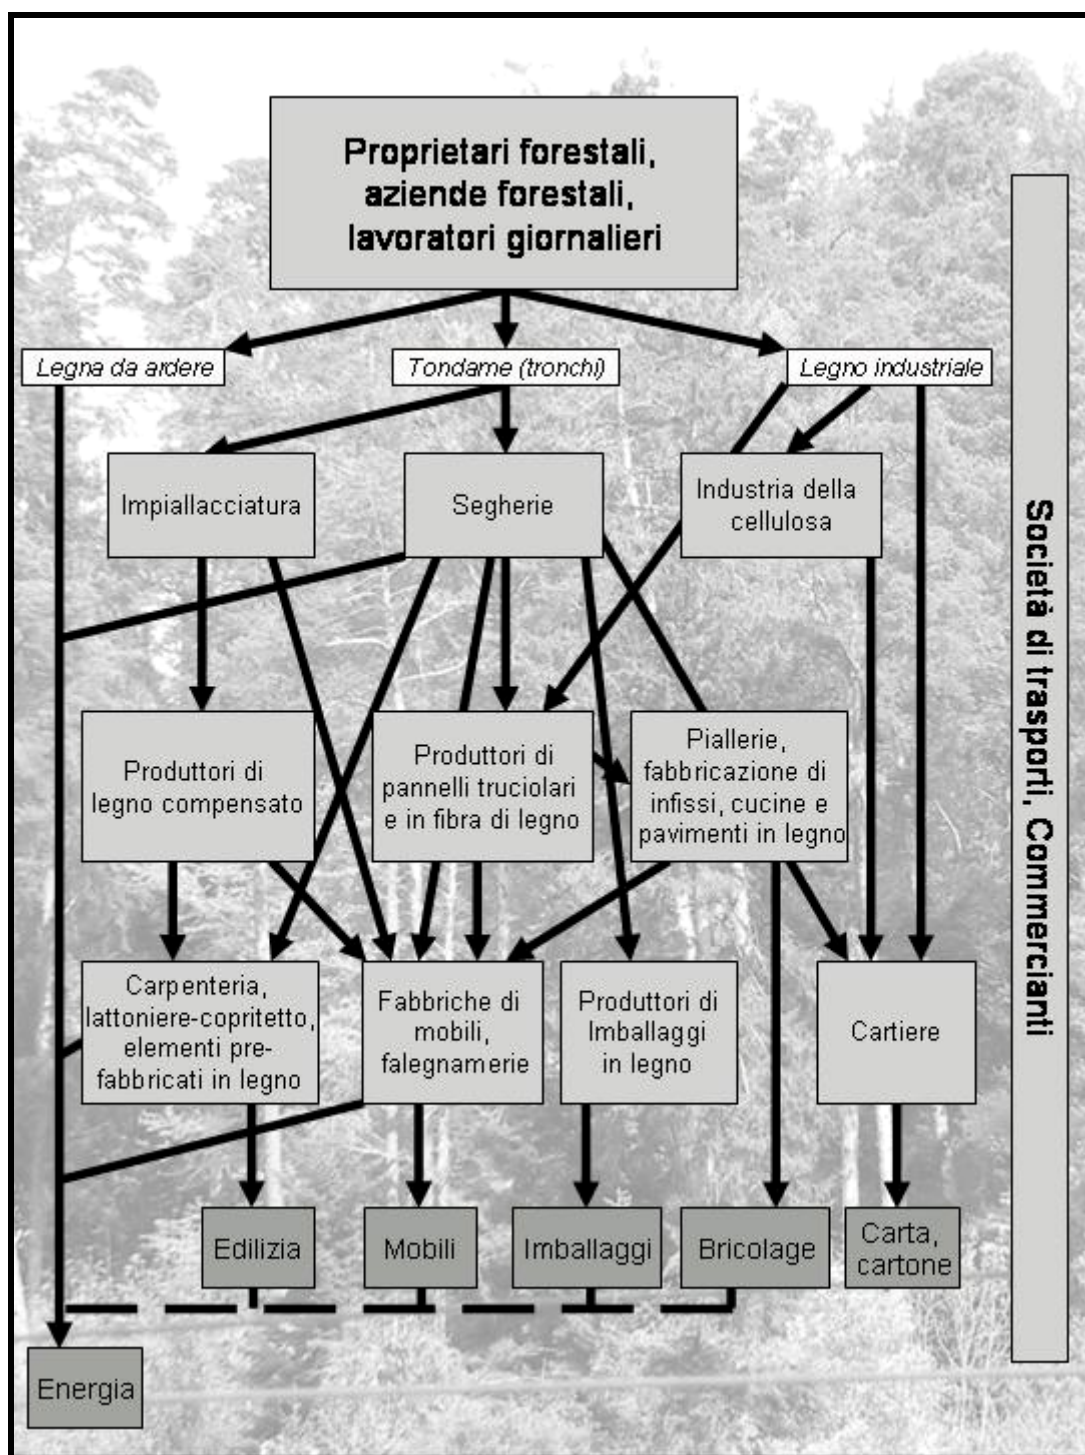 Proprietari forestali,
aziende forestali,
lavoratori giornalieri
Legna da ardere
Tondame (tronchi)
Legno industriale
Impiallacciatura
Segherie
Industria della
cellulosa
Produttori di
legno compensato
Produttori di
pannelli truciolari
e in fibra di legno
Piallerie,
fabbricazione di
infissi, cucine e
pavimenti in legno
Carpenteria,
lattoniere-copritetto,
elementi pre-
fabbricati in legno
Fabbriche di
mobili,
falegnamerie
Produttori di
Imballaggi
in legno
Cartiere
Edilizia
Mobili
Imballaggi
Bricolage
Carta,
cartone
Energia
Società di trasporti, Commercianti